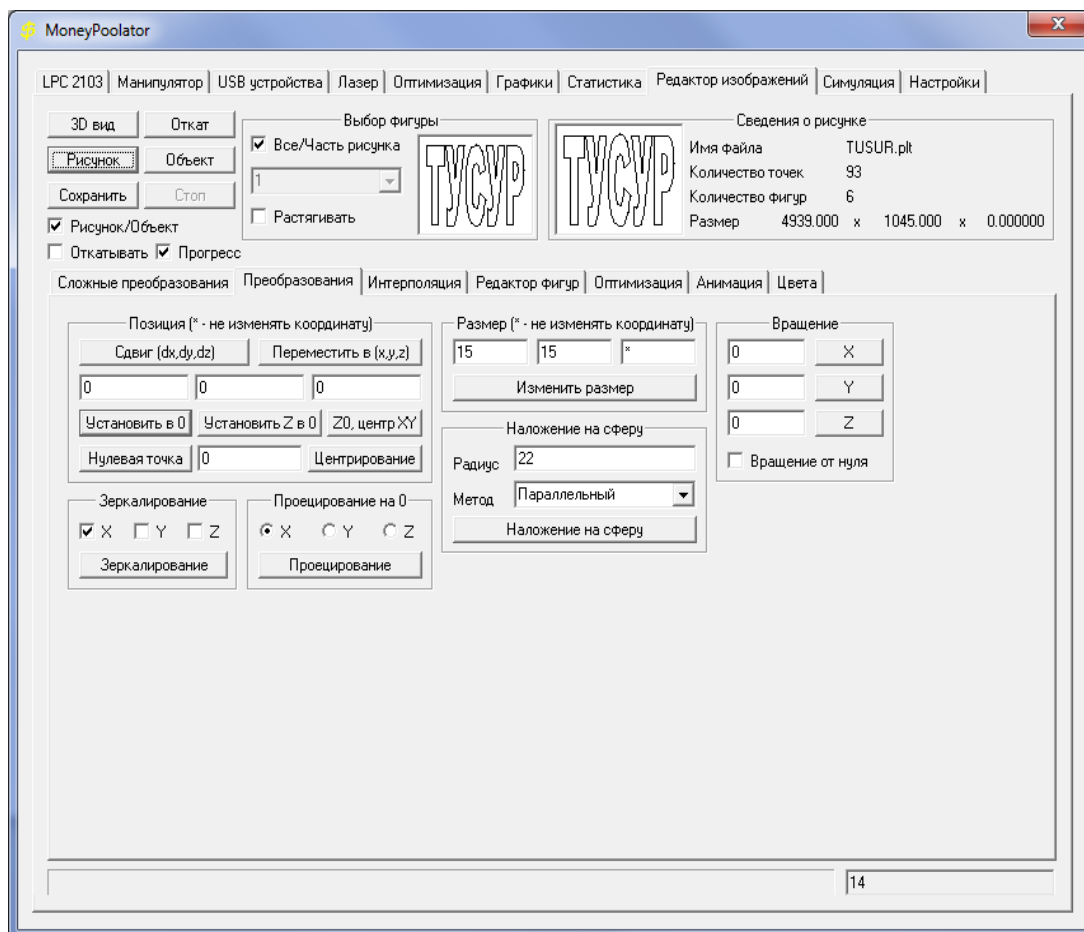 MoneyPoolator
LPC 2103 Манипулятор USB устройства Лазер Оптимизация Графики Статистика Редактор изображений Симуляция Настройки
3D вид Откат
Рисунок Объект
Сохранить Стоп
Рисунок/Объект
Откатывать Прогресс
Выбор фигуры
Все/Часть рисунка
1
Растягивать
ТУСУР
Сведения о рисунке
ТУСУР
Имя файла TUSUR.plt
Количество точек 93
Количество фигур 6
Размер 4939.000 x 1045.000 x 0.000000
Сложные преобразования Преобразования Интерполяция Редактор фигур Оптимизация Анимация Цвета
Позиция (* - не изменять координату)
Сдвиг (dx,dy,dz) Переместить в (x,y,z)
0 0 0
Установить в 0 Установить Z в 0 Z0, центр XY
Нулевая точка 0 Центрирование
Размер (* - не изменять координату)
15 15 *
Изменить размер
Вращение
0 X
0 Y
0 Z
Вращение от нуля
Наложение на сферу
Радиус 22
Метод Параллельный
Наложение на сферу
Зеркалирование
X Y Z
Зеркалирование
Проецирование на 0
X Y Z
Проецирование
14